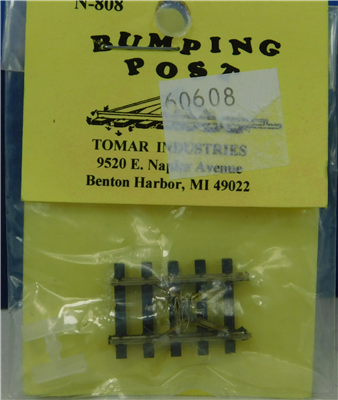 N-808
BUMPING
POST
60608
TOMAR INDUSTRIES
9520 E. Napier Avenue
Benton Harbor, MI 49022